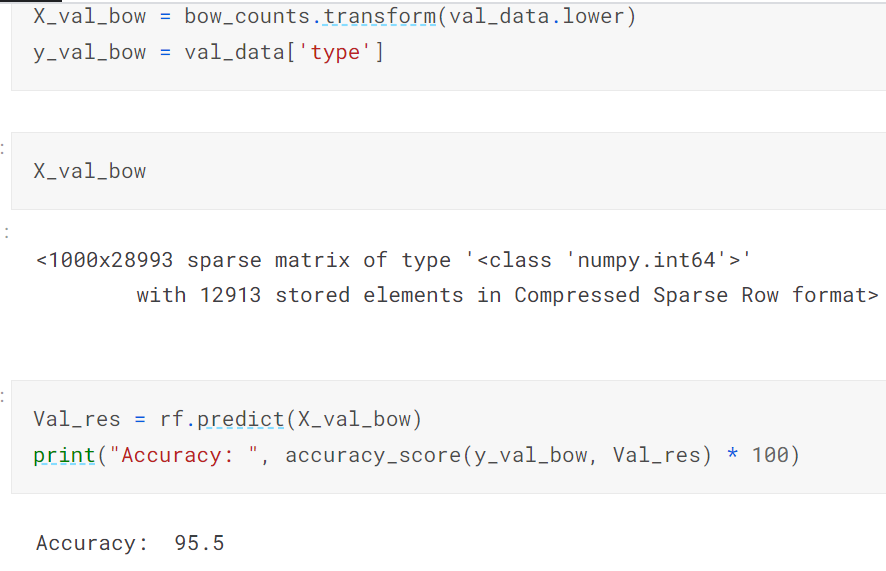 X_val_bow = bow_counts.transform(val_data.lower)
y_val_bow = val_data['type']
:
X_val_bow
:
<1000x28993 sparse matrix of type '<class 'numpy.int64'>'
        with 12913 stored elements in Compressed Sparse Row format>
:
Val_res = rf.predict(X_val_bow)
print("Accuracy: ", accuracy_score(y_val_bow, Val_res) * 100)
Accuracy:  95.5